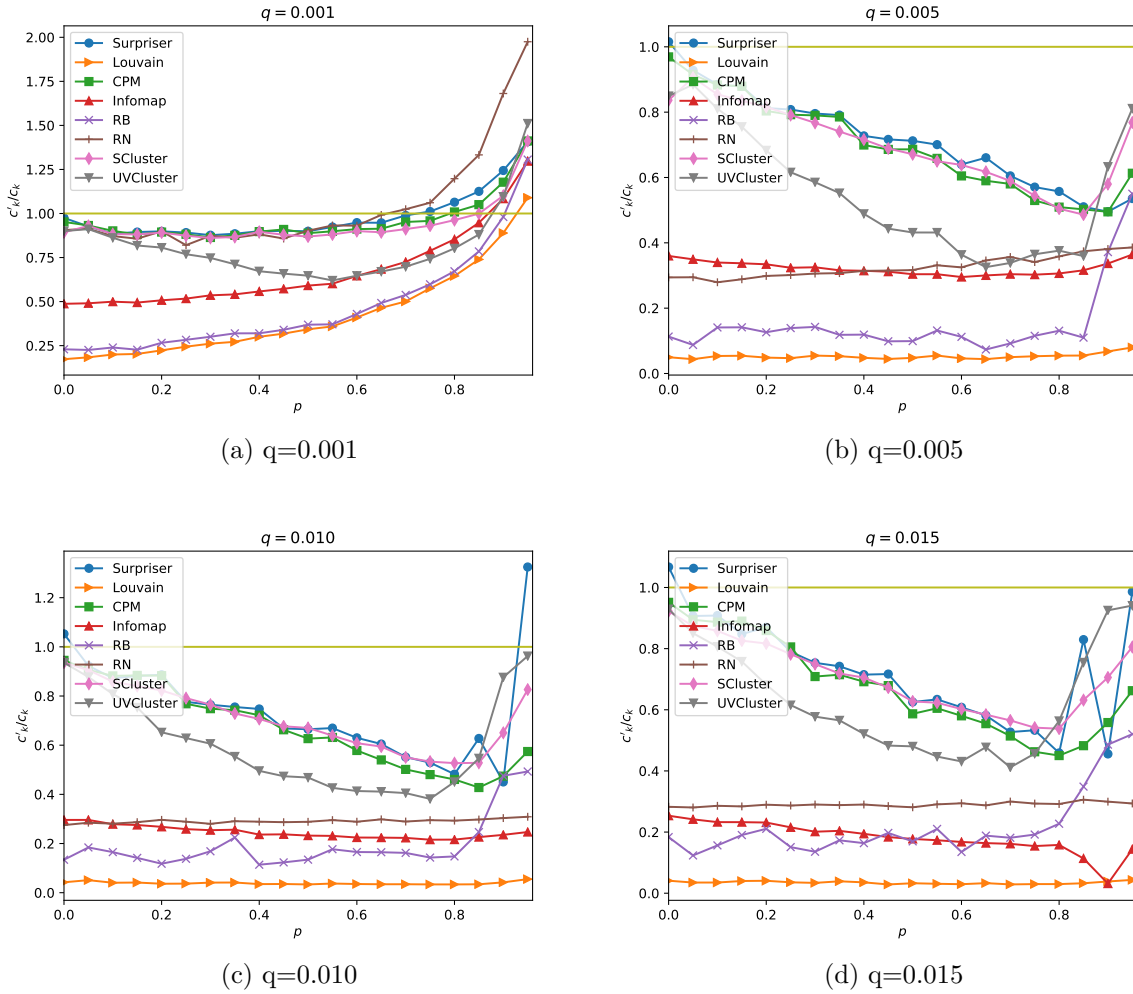 q = 0.001
2.00
1.75
1.50
1.25
1.00
0.75
0.50
0.25
c'k/ck
Surpriser
Louvain
CPM
Infomap
RB
RN
SCluster
UVCluster
0.0 0.2 0.4 0.6 0.8
p
(a) q=0.001
q = 0.005
1.0
0.8
0.6
0.4
0.2
0.0
c'k/ck
Surpriser
Louvain
CPM
Infomap
RB
RN
SCluster
UVCluster
0.0 0.2 0.4 0.6 0.8
p
(b) q=0.005
q = 0.010
1.2
1.0
0.8
0.6
0.4
0.2
0.0
c'k/ck
Surpriser
Louvain
CPM
Infomap
RB
RN
SCluster
UVCluster
0.0 0.2 0.4 0.6 0.8
p
(c) q=0.010
q = 0.015
1.0
0.8
0.6
0.4
0.2
0.0
c'k/ck
Surpriser
Louvain
CPM
Infomap
RB
RN
SCluster
UVCluster
0.0 0.2 0.4 0.6 0.8
p
(d) q=0.015